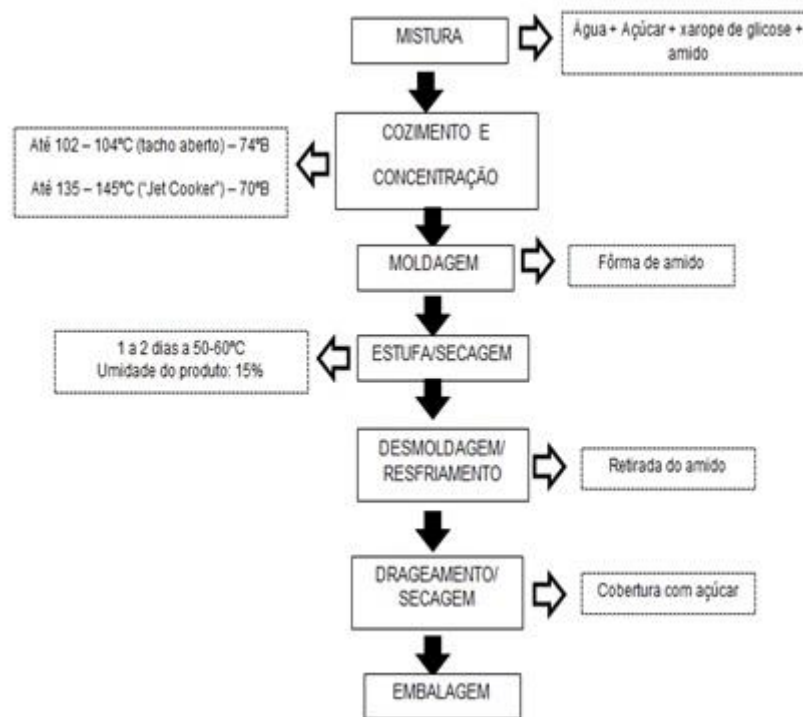 MISTURA
Água + Açúcar + xarope de glicose +
amido
COZIMENTO E
CONCENTRAÇÃO
Até 102 – 104ºC (tacho aberto) – 74ºB
Até 135 – 145ºC ("Jet Cooker") – 70ºB
MOLDAGEM
Fôrma de amido
ESTUFA/SECAGEM
1 a 2 dias a 50-60ºC
Umidade do produto: 15%
DESMOLDAGEM/
RESFRIAMENTO
Retirada do amido
DRAGEAMENTO/
SECAGEM
Cobertura com açúcar
EMBALAGEM